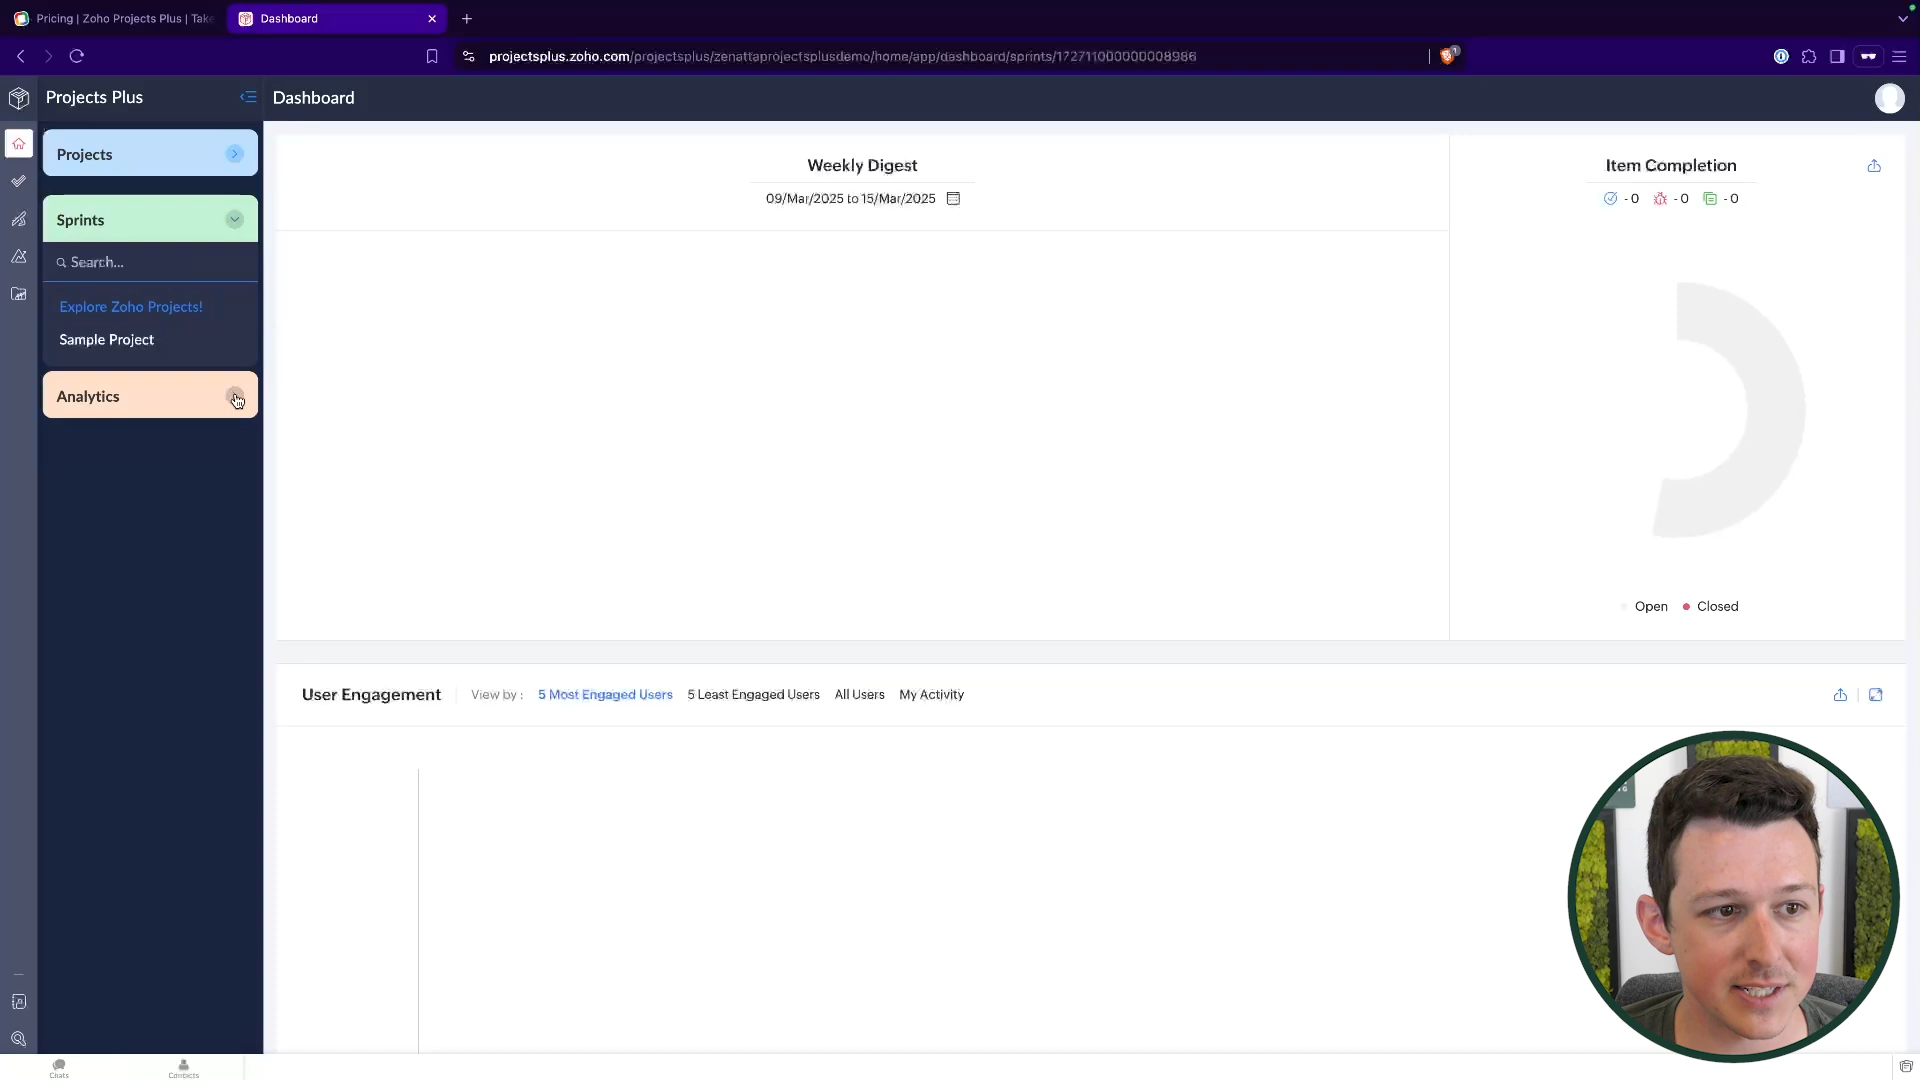 Pricing | Zoho Projects Plus | Take
Dashboard
projectsplus.zoho.com/projectsplus/zenattaprojectsplusdemo/home/app/dashboard/sprints/172711000000008986
1
Projects Plus
Dashboard
Projects
Sprints
Search...
Explore Zoho Projects!
Sample Project
Analytics
Weekly Digest
09/Mar/2025 to 15/Mar/2025
Item Completion
- 0 - 0 - 0
Open Closed
User Engagement View by : 5 Most Engaged Users 5 Least Engaged Users All Users My Activity
Chats Contacts